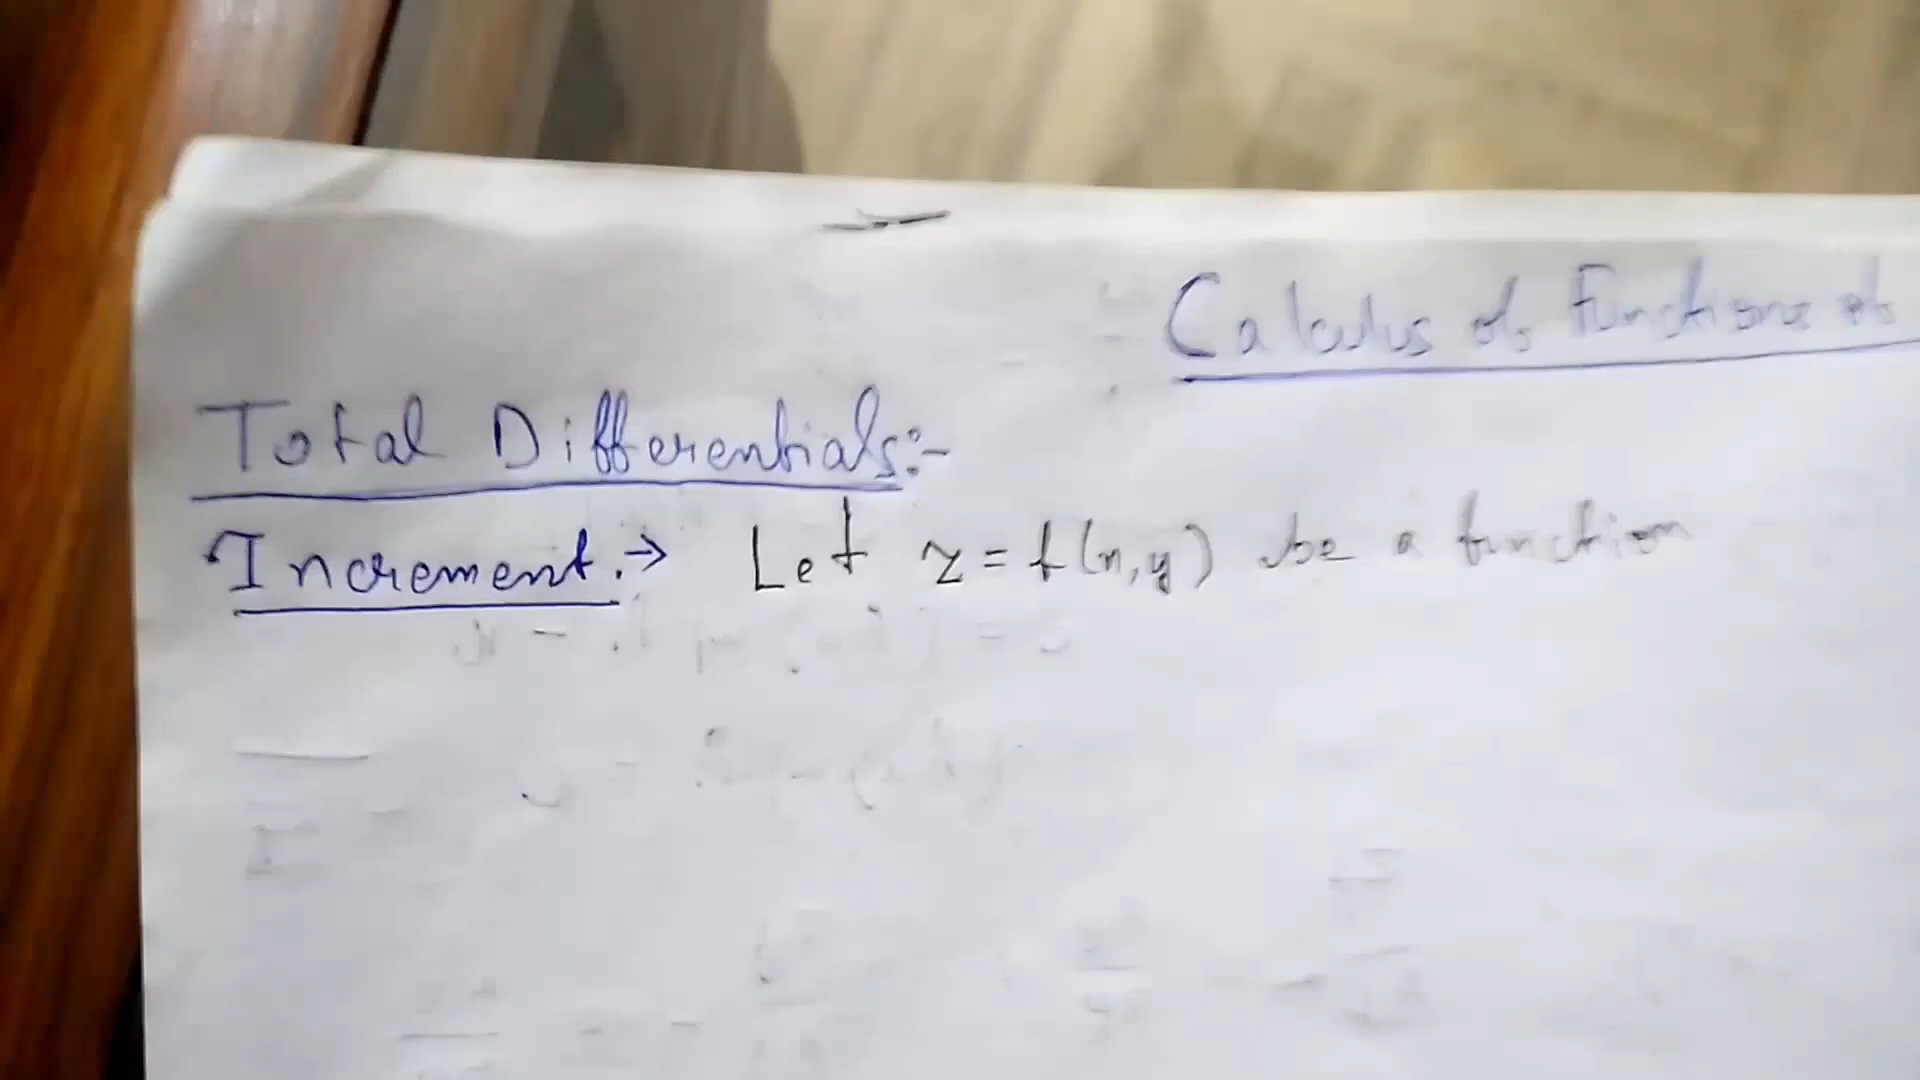 Calculus of Functions of
Total Differentials:-
Increment :→ Let z = f(x,y) be a function